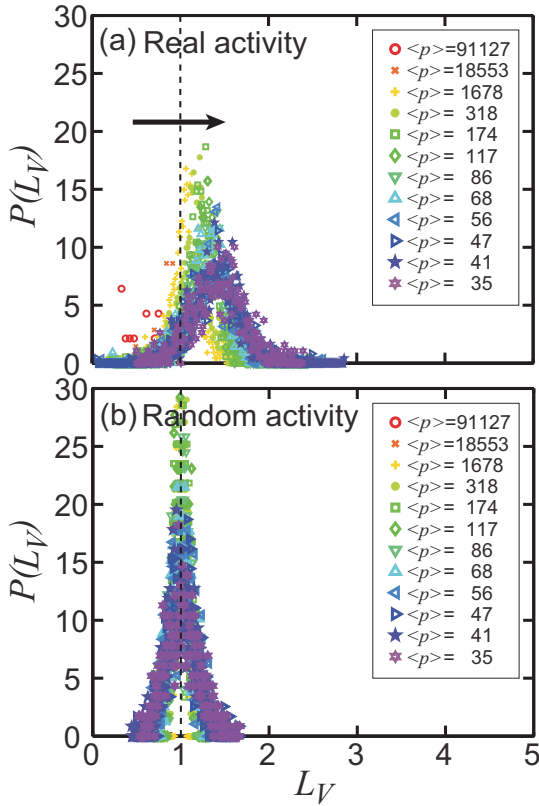 30
25
20
15
10
5
0
P(L_V)
(a) Real activity
<p>=91127
<p>=18553
<p>= 1678
<p>= 318
<p>= 174
<p>= 117
<p>= 86
<p>= 68
<p>= 56
<p>= 47
<p>= 41
<p>= 35
30
25
20
15
10
5
0
P(L_V)
(b) Random activity
<p>=91127
<p>=18553
<p>= 1678
<p>= 318
<p>= 174
<p>= 117
<p>= 86
<p>= 68
<p>= 56
<p>= 47
<p>= 41
<p>= 35
0 1 2 3 4 5
L_V